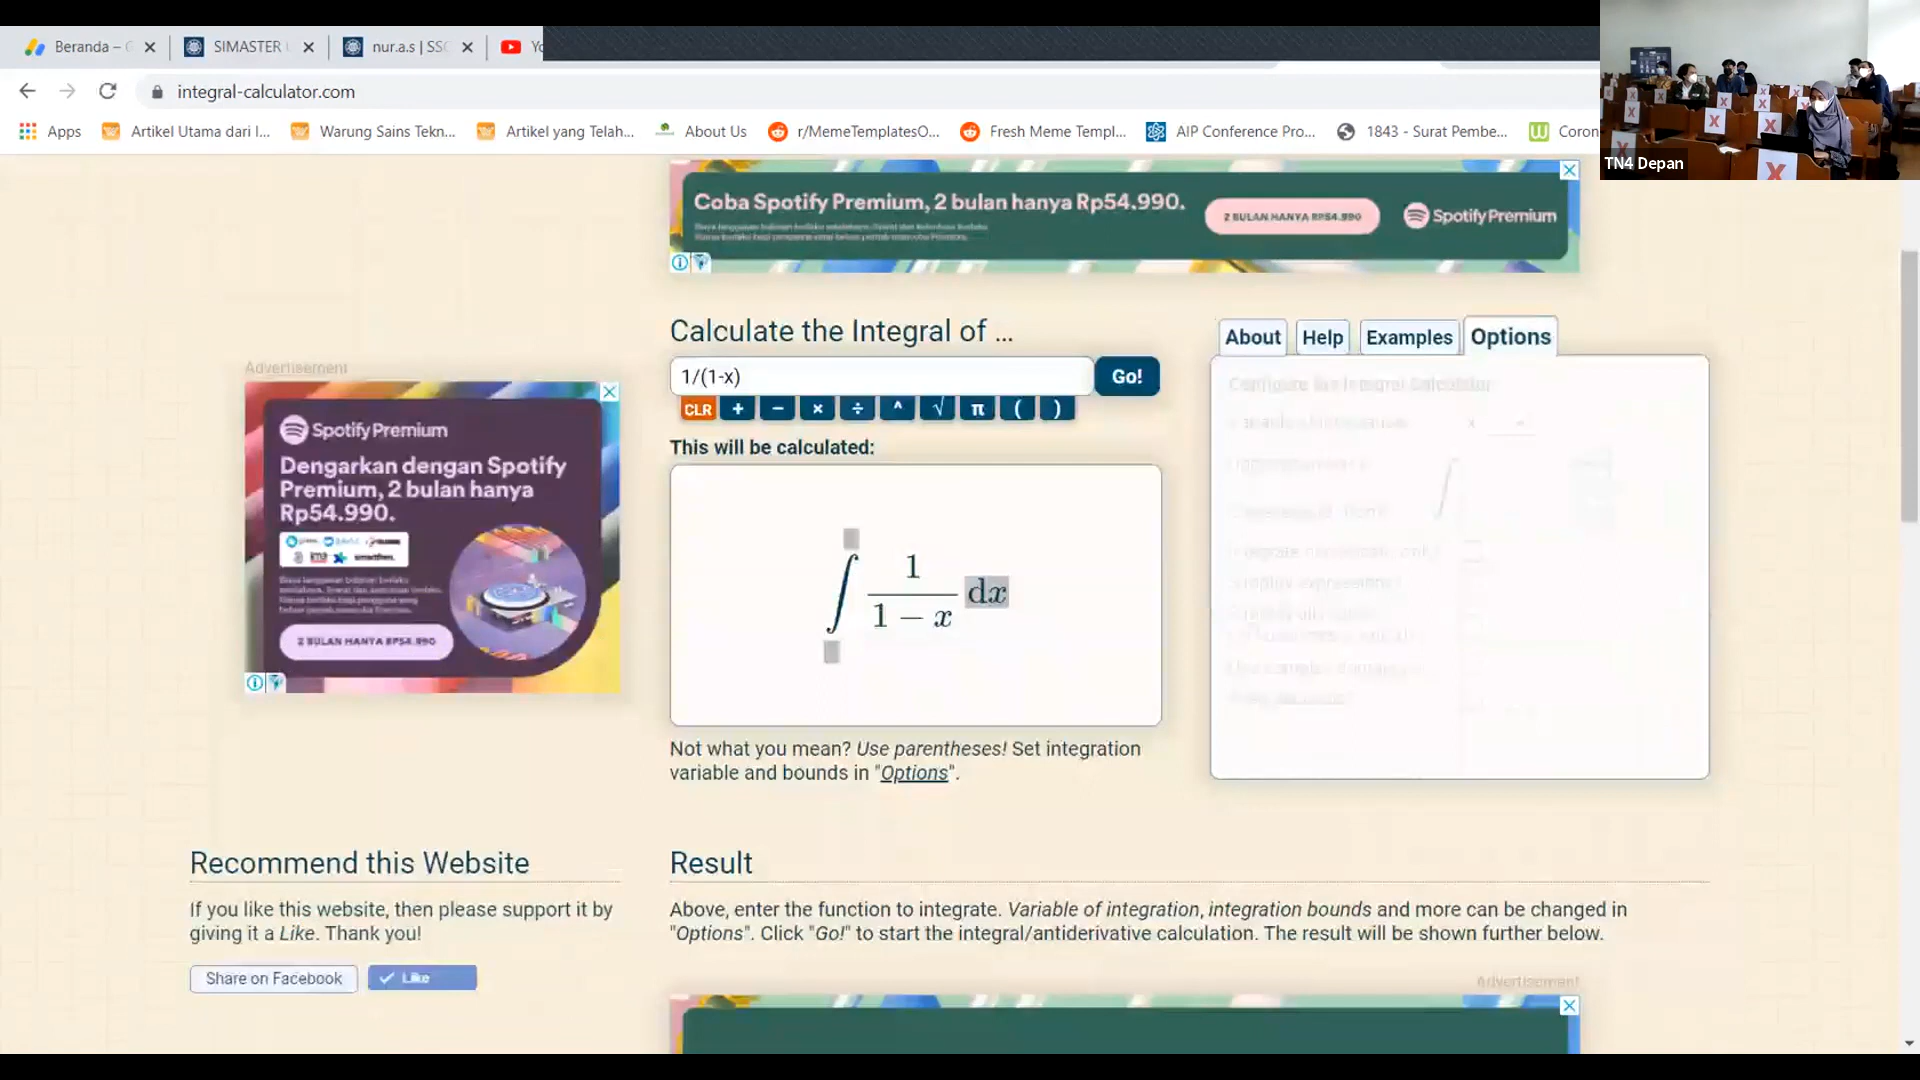 Beranda – G
SIMASTER
nur.a.s | SSO
Yo
integral-calculator.com
Apps
Artikel Utama dari I...
Warung Sains Tekn...
Artikel yang Telah...
About Us
r/MemeTemplatesO...
Fresh Meme Templ...
AIP Conference Pro...
1843 - Surat Pembe...
Coron
TN4 Depan
Coba Spotify Premium, 2 bulan hanya Rp54.990.
2 BULAN HANYA RP54.990
Spotify Premium
Calculate the Integral of ...
1/(1-x)
Go!
CLR + − × ÷ ^ √ π ( )
This will be calculated:
∫ 1/(1 − x) dx
Not what you mean? Use parentheses! Set integration
variable and bounds in "Options".
About
Help
Examples
Options
Configure the Integral Calculator
Advertisement
Spotify Premium
Dengarkan dengan Spotify
Premium, 2 bulan hanya
Rp54.990.
2 BULAN HANYA RP54.990
Recommend this Website
If you like this website, then please support it by
giving it a Like. Thank you!
Share on Facebook
Like
Result
Above, enter the function to integrate. Variable of integration, integration bounds and more can be changed in
"Options". Click "Go!" to start the integral/antiderivative calculation. The result will be shown further below.
Advertisement